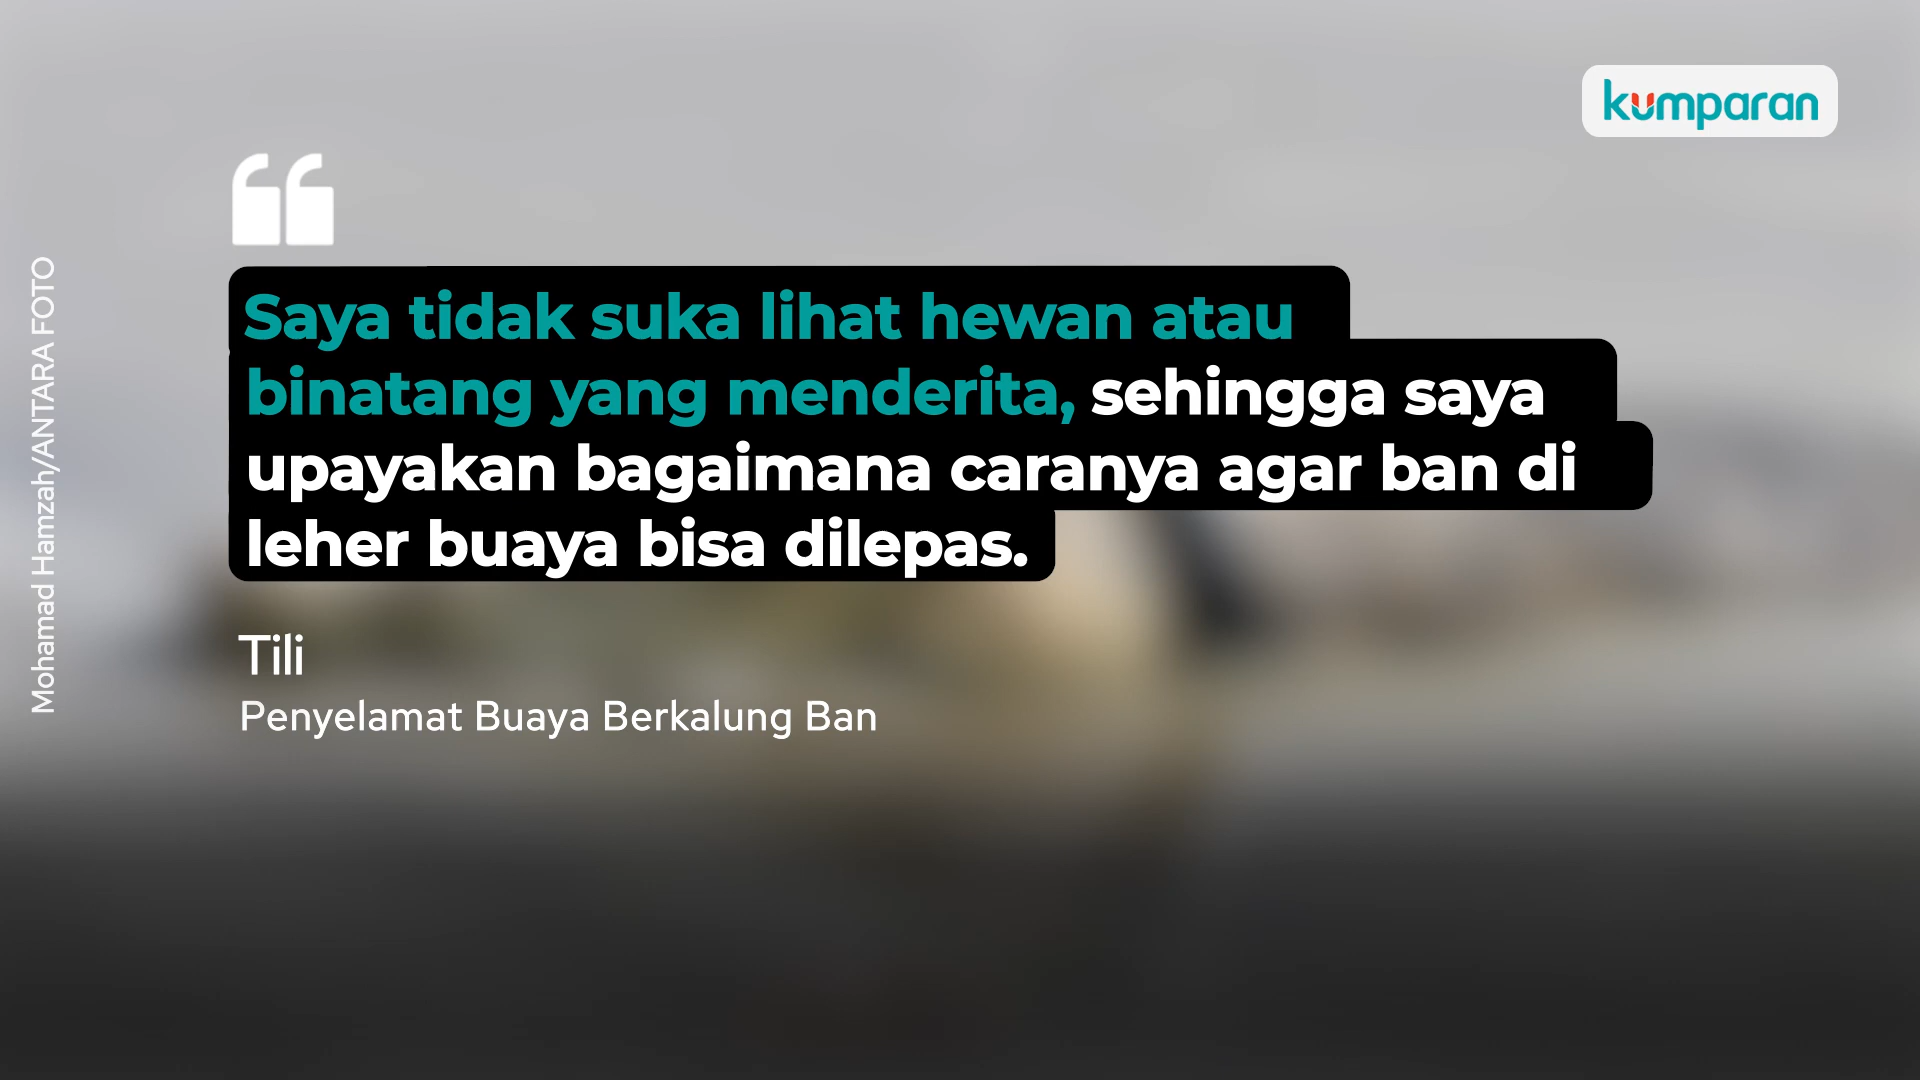 kumparan
Saya tidak suka lihat hewan atau
binatang yang menderita, sehingga saya
upayakan bagaimana caranya agar ban di
leher buaya bisa dilepas.
Tili
Penyelamat Buaya Berkalung Ban
Mohamad Hamzah/ANTARA FOTO